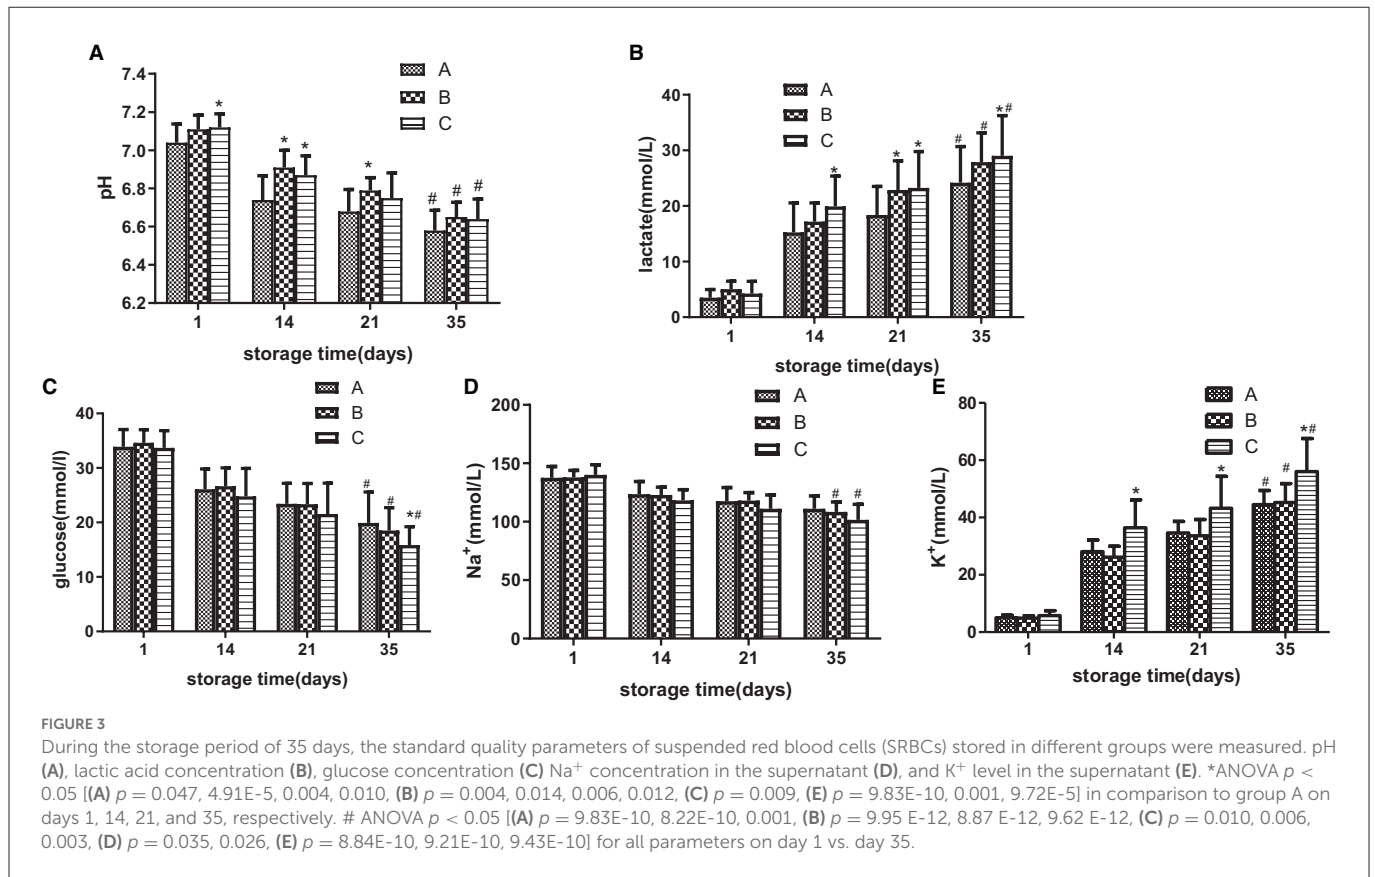 A
A
B
C
7.4
7.2
7.0
6.8
6.6
6.4
6.2
pH
*
* *
*
# # #
1 14 21 35
storage time(days)
B
A
B
C
40
30
20
10
0
lactate(mmol/L)
*
* *
# # *#
1 14 21 35
storage time(days)
C
A
B
C
40
30
20
10
0
glucose(mmol/l)
# # *#
1 14 21 35
storage time(days)
D
A
B
C
200
150
100
50
0
Na+(mmol/L)
# #
1 14 21 35
storage time(days)
E
A
B
C
80
60
40
20
0
K+(mmol/L)
*
*
# # *#
1 14 21 35
storage time(days)
FIGURE 3
During the storage period of 35 days, the standard quality parameters of suspended red blood cells (SRBCs) stored in different groups were measured. pH
(A), lactic acid concentration (B), glucose concentration (C) Na+ concentration in the supernatant (D), and K+ level in the supernatant (E). *ANOVA p <
0.05 [(A) p = 0.047, 4.91E-5, 0.004, 0.010, (B) p = 0.004, 0.014, 0.006, 0.012, (C) p = 0.009, (E) p = 9.83E-10, 0.001, 9.72E-5] in comparison to group A on
days 1, 14, 21, and 35, respectively. # ANOVA p < 0.05 [(A) p = 9.83E-10, 8.22E-10, 0.001, (B) p = 9.95 E-12, 8.87 E-12, 9.62 E-12, (C) p = 0.010, 0.006,
0.003, (D) p = 0.035, 0.026, (E) p = 8.84E-10, 9.21E-10, 9.43E-10] for all parameters on day 1 vs. day 35.